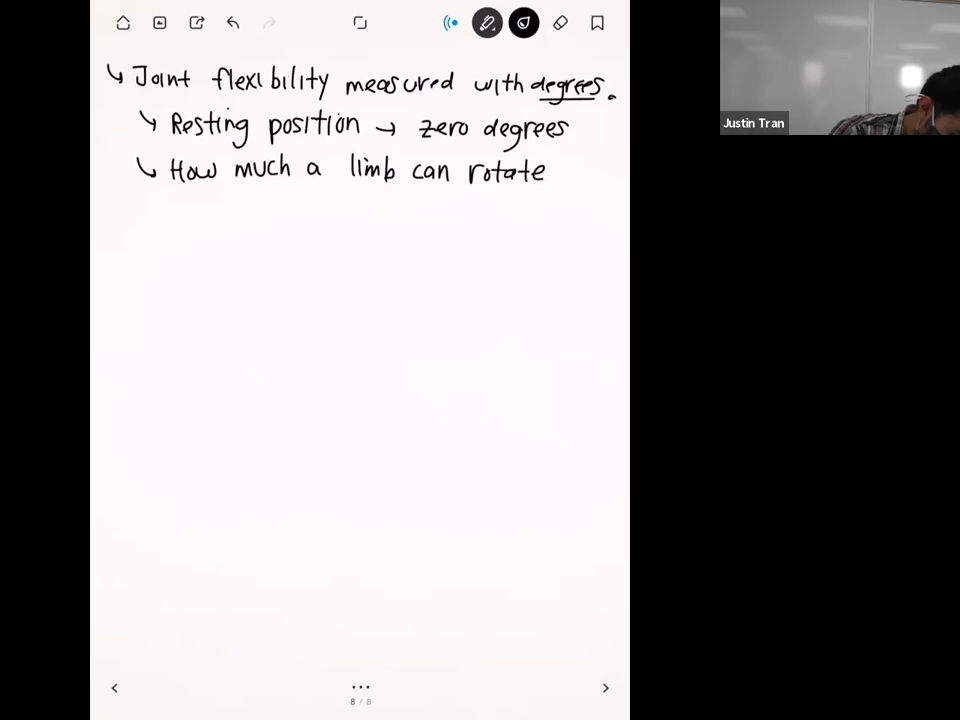 ↳ Joint flexibility measured with degrees.
↳ Resting position → zero degrees
↳ How much a limb can rotate
Justin Tran
8 / 8